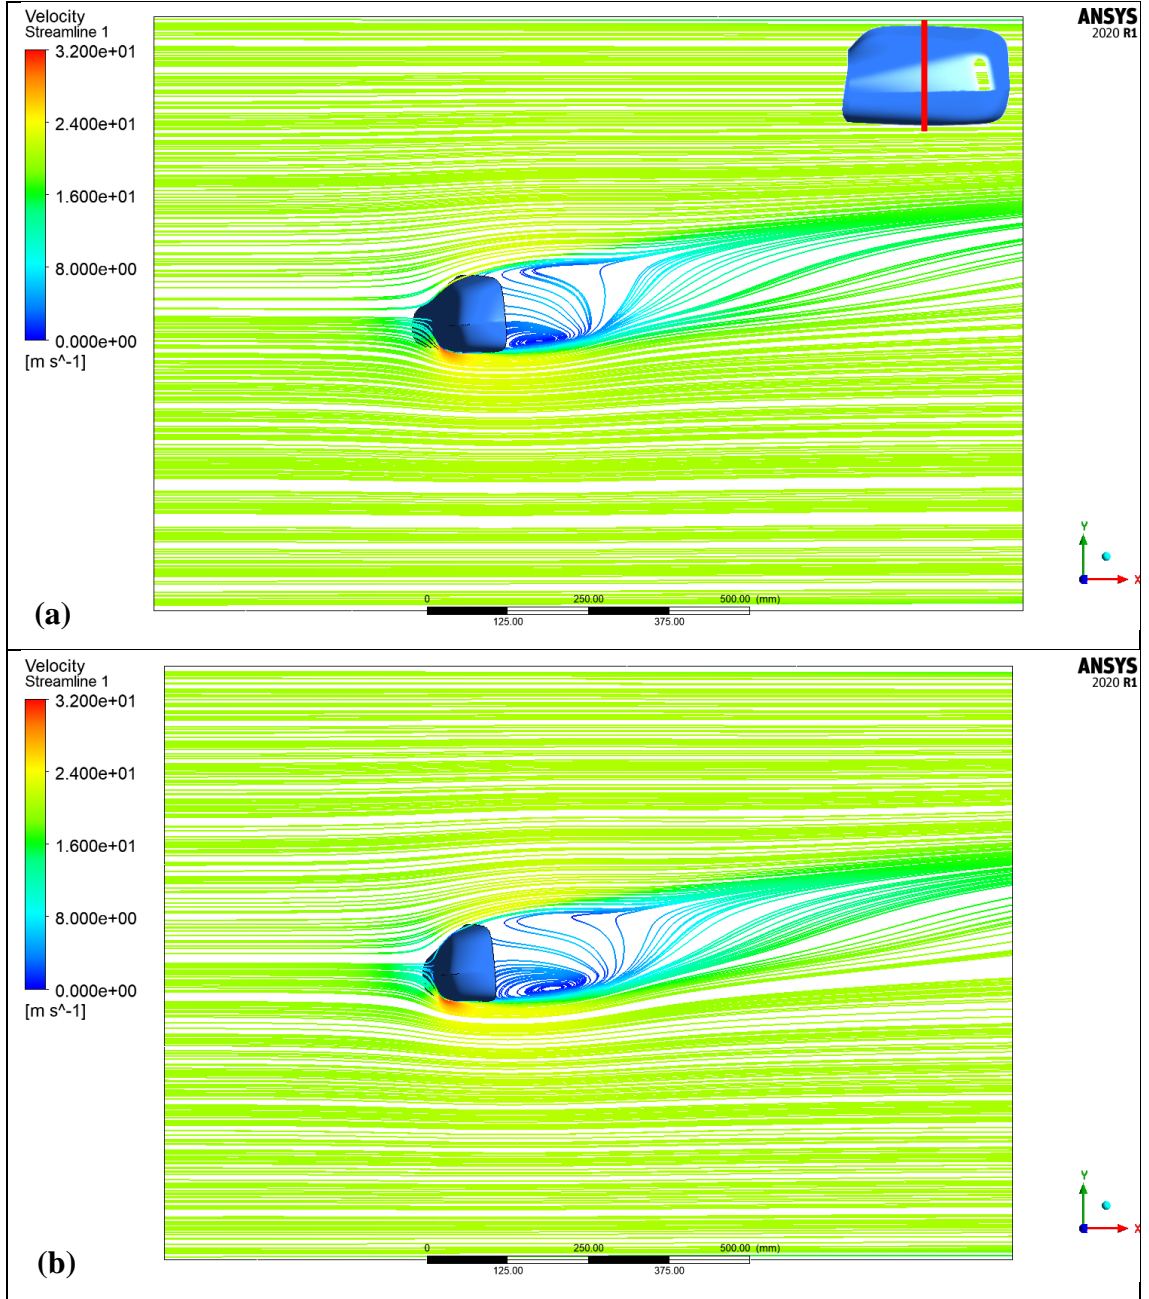 Velocity
Streamline 1
3.200e+01
2.400e+01
1.600e+01
8.000e+00
0.000e+00
[m s^-1]
ANSYS
2020 R1
Y
X
0 250.00 500.00 (mm)
125.00 375.00
(a)
Velocity
Streamline 1
3.200e+01
2.400e+01
1.600e+01
8.000e+00
0.000e+00
[m s^-1]
ANSYS
2020 R1
Y
X
0 250.00 500.00 (mm)
125.00 375.00
(b)